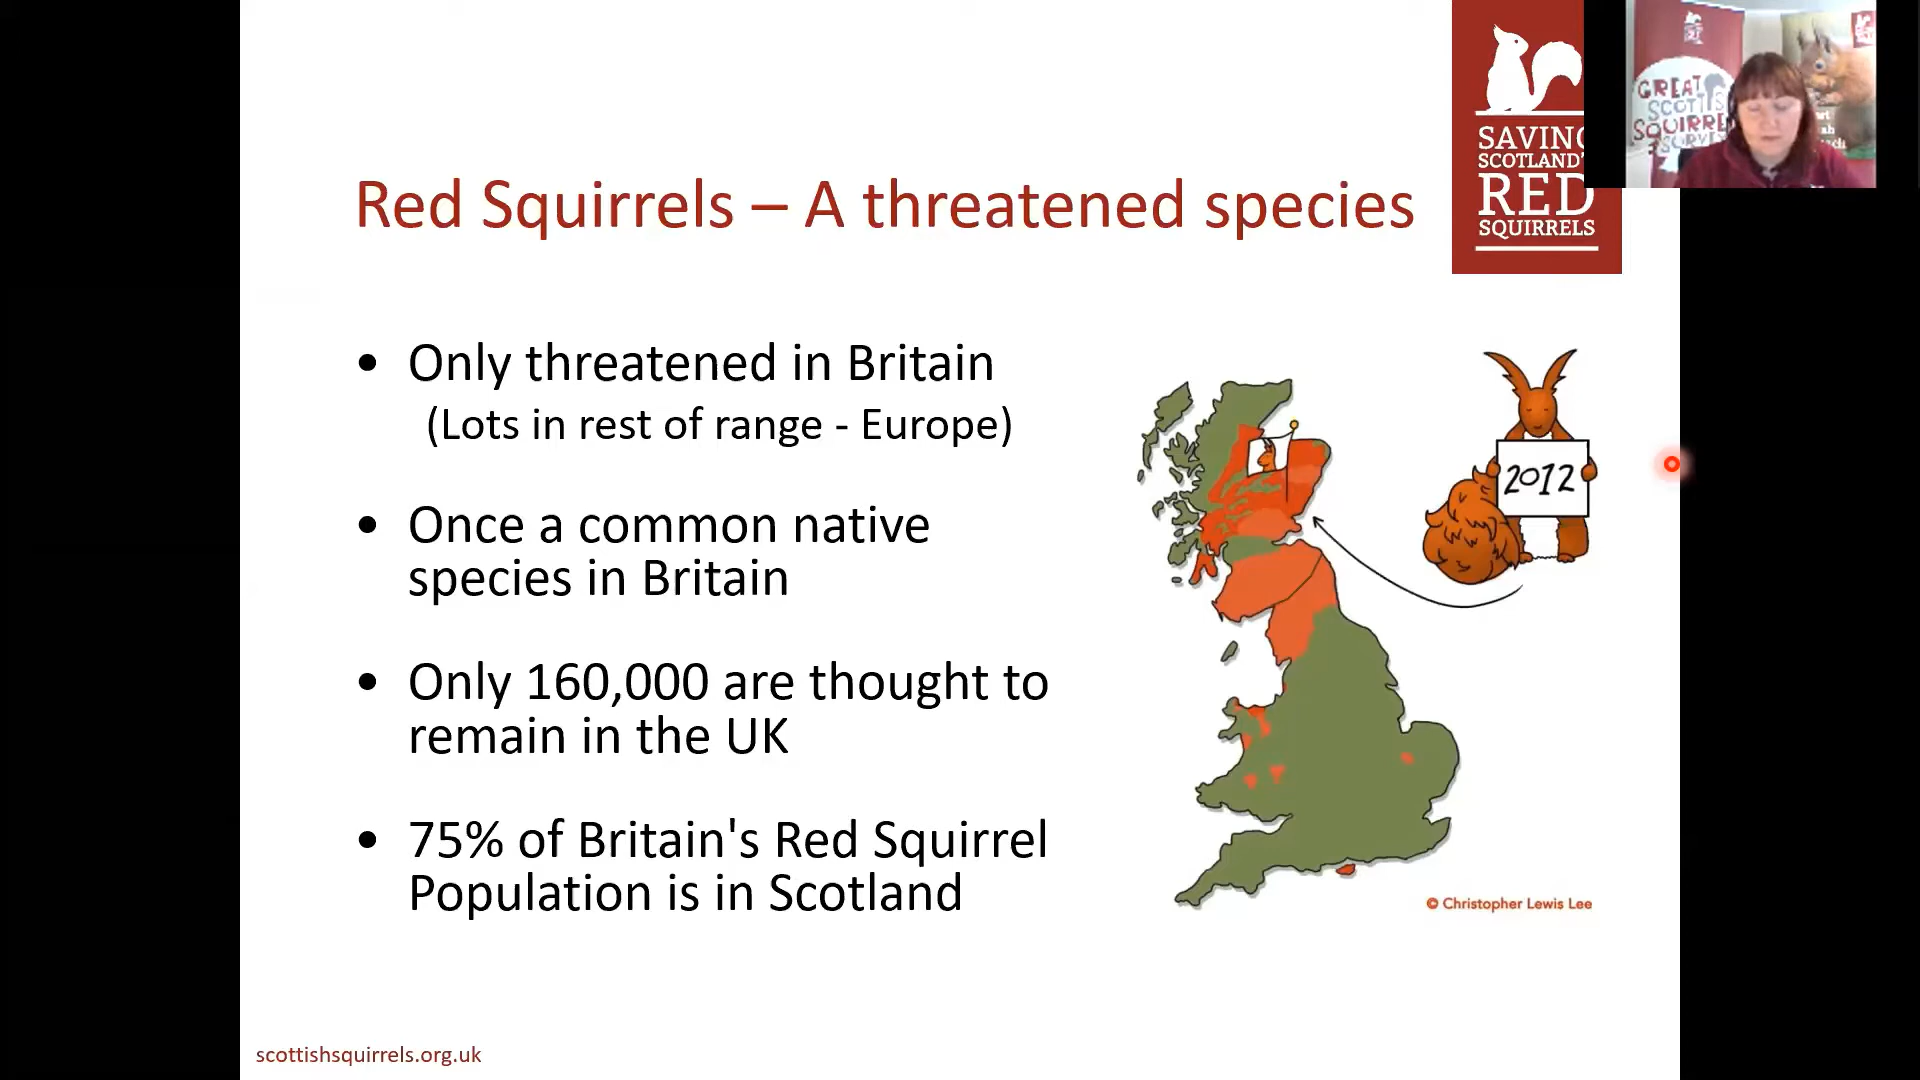 SAVING
SCOTLAND'
RED
SQUIRRELS
GREAT
SCOTTIS
SQUIRREL
SURVEY
Red Squirrels – A threatened species
• Only threatened in Britain
(Lots in rest of range - Europe)
• Once a common native
species in Britain
• Only 160,000 are thought to
remain in the UK
• 75% of Britain's Red Squirrel
Population is in Scotland
2012
© Christopher Lewis Lee
scottishsquirrels.org.uk